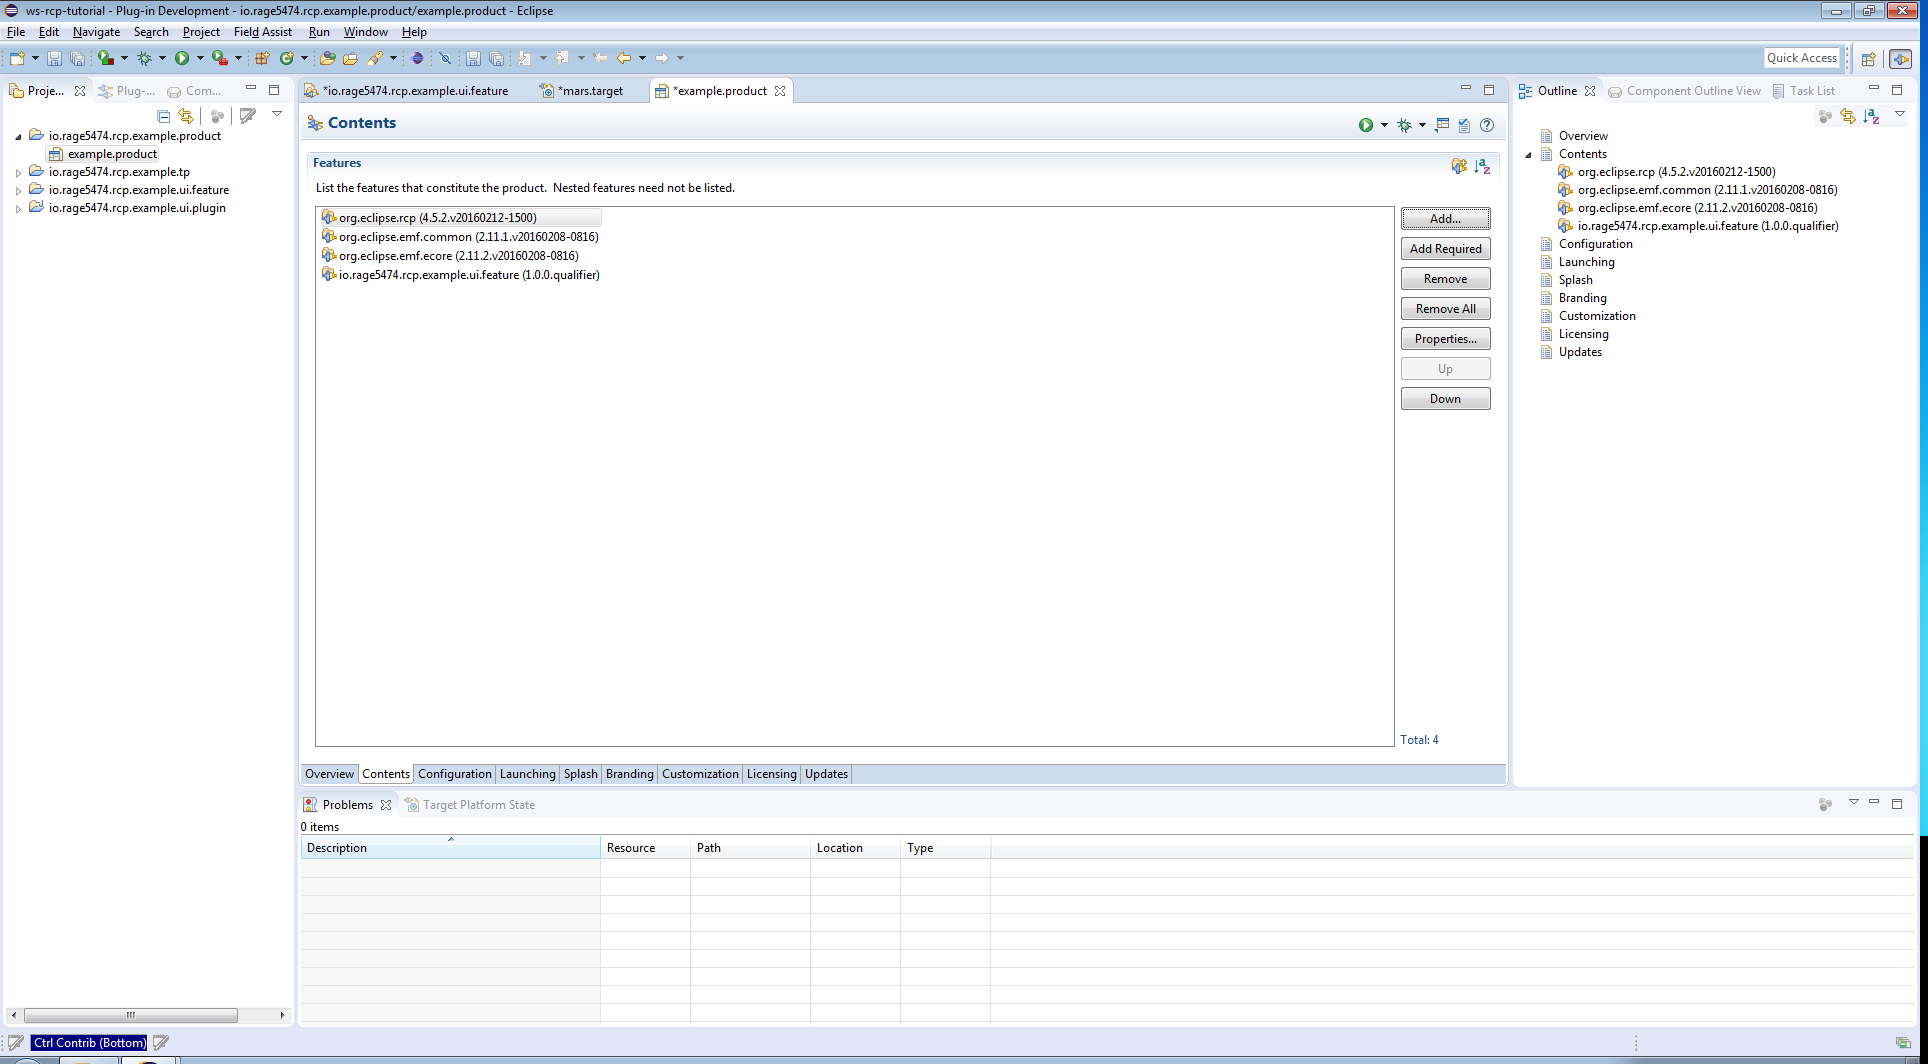 ws-rcp-tutorial - Plug-in Development - io.rage5474.rcp.example.product/example.product - Eclipse
File Edit Navigate Search Project Field Assist Run Window Help
Quick Access
Proje... Plug-... Com...
io.rage5474.rcp.example.product
example.product
io.rage5474.rcp.example.tp
io.rage5474.rcp.example.ui.feature
io.rage5474.rcp.example.ui.plugin
*io.rage5474.rcp.example.ui.feature *mars.target *example.product
Contents
Features
List the features that constitute the product. Nested features need not be listed.
org.eclipse.rcp (4.5.2.v20160212-1500)
org.eclipse.emf.common (2.11.1.v20160208-0816)
org.eclipse.emf.ecore (2.11.2.v20160208-0816)
io.rage5474.rcp.example.ui.feature (1.0.0.qualifier)
Add...
Add Required
Remove
Remove All
Properties...
Up
Down
Total: 4
Overview Contents Configuration Launching Splash Branding Customization Licensing Updates
Outline Component Outline View Task List
Overview
Contents
org.eclipse.rcp (4.5.2.v20160212-1500)
org.eclipse.emf.common (2.11.1.v20160208-0816)
org.eclipse.emf.ecore (2.11.2.v20160208-0816)
io.rage5474.rcp.example.ui.feature (1.0.0.qualifier)
Configuration
Launching
Splash
Branding
Customization
Licensing
Updates
Problems Target Platform State
0 items
Description Resource Path Location Type
Ctrl Contrib (Bottom)